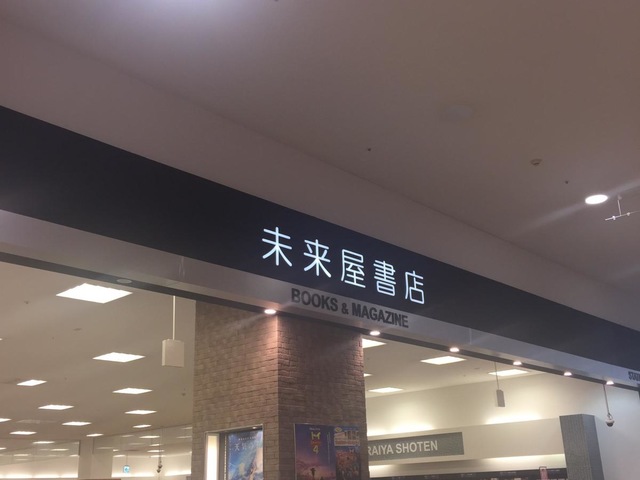 未来屋書店
BOOKS & MAGAZINE
RAIYA SHOTEN